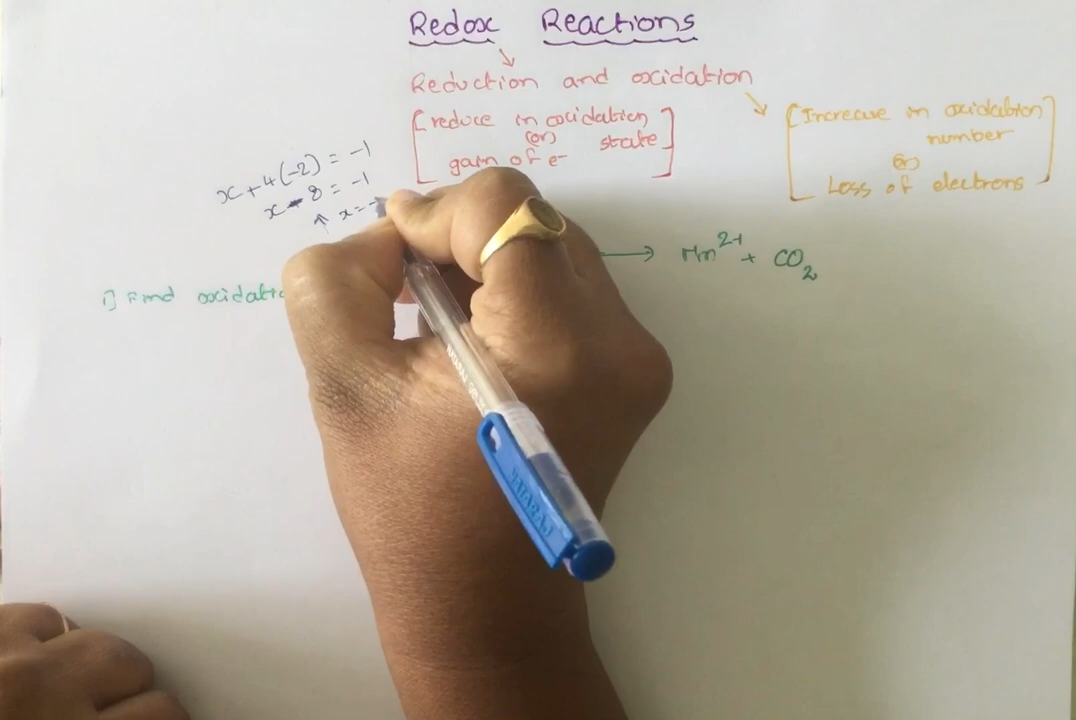 Redox Reactions
↘
Reduction and oxidation
↘
[reduce in oxidation
(or) state]
gain of e-
[Increase in oxidation
number
(or)
Loss of electrons]
x+4(-2) = -1
x-8 = -1
↑ x=-
→ Mn²⁺ + CO₂
1) Find oxidatio